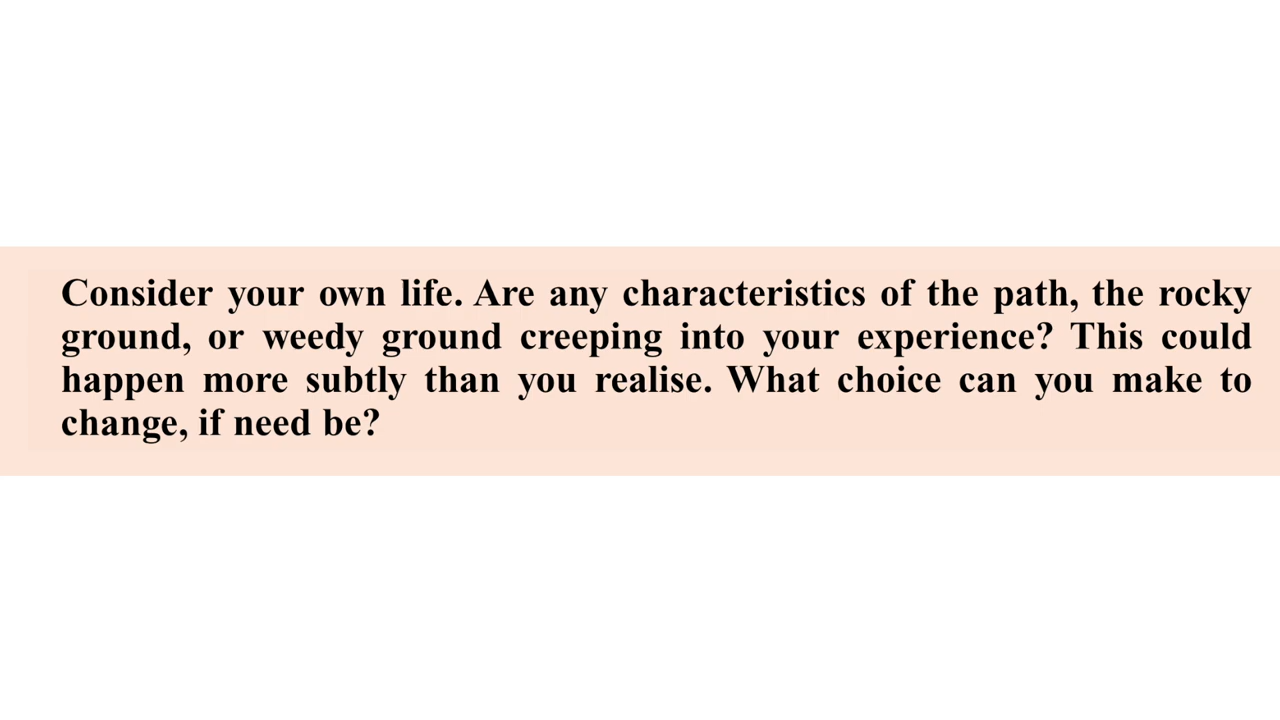 Consider your own life. Are any characteristics of the path, the rocky
ground, or weedy ground creeping into your experience? This could
happen more subtly than you realise. What choice can you make to
change, if need be?